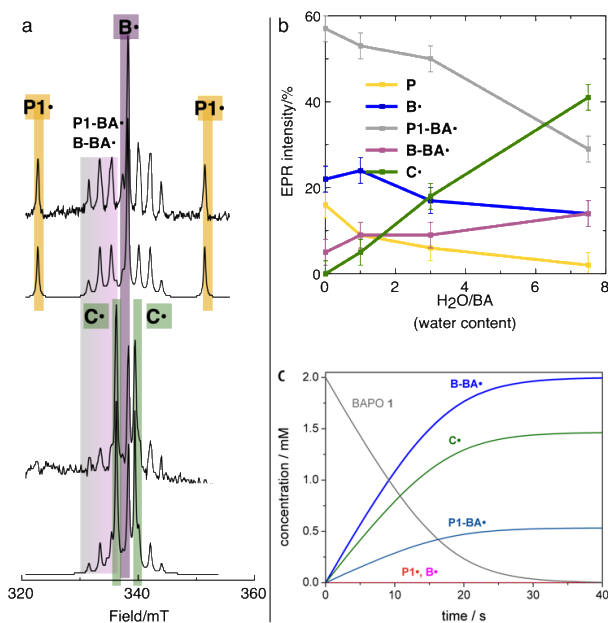 a
B•
P1•
P1-BA•
B-BA•
P1•
C•
C•
320
340
360
Field/mT
b
60
40
20
0
EPR intensity/%
P
B•
P1-BA•
B-BA•
C•
0
2
4
6
8
H₂O/BA
(water content)
c
2.0
1.5
1.0
0.5
0.0
concentration / mM
BAPO 1
B-BA•
C•
P1-BA•
P1•, B•
0
10
20
30
40
time / s